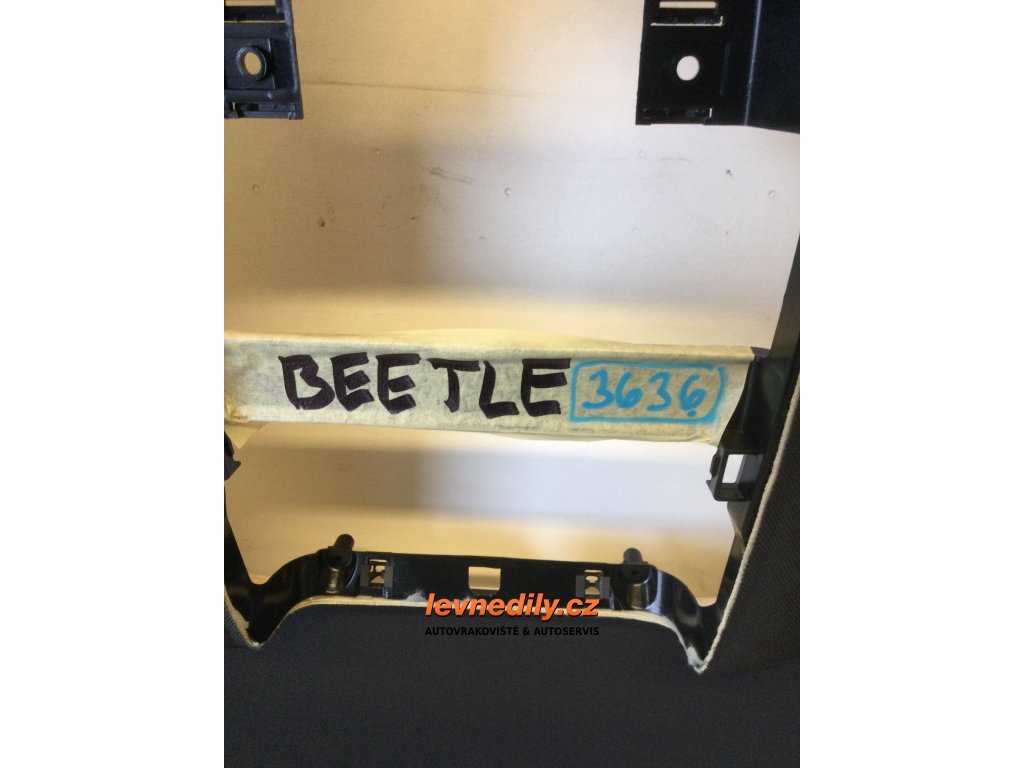 BEETLE 3636
levnedily.cz
AUTOVRAKOVIŠTĚ & AUTOSERVIS